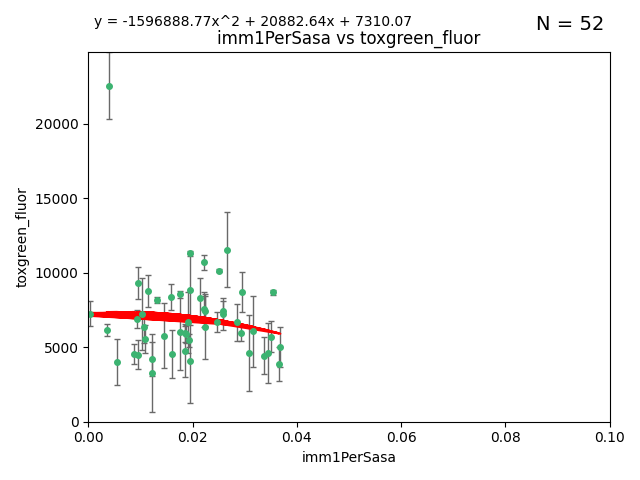 y = -1596888.77x^2 + 20882.64x + 7310.07
N = 52
imm1PerSasa vs toxgreen_fluor
20000
15000
10000
5000
0
toxgreen_fluor
0.00 0.02 0.04 0.06 0.08 0.10
imm1PerSasa